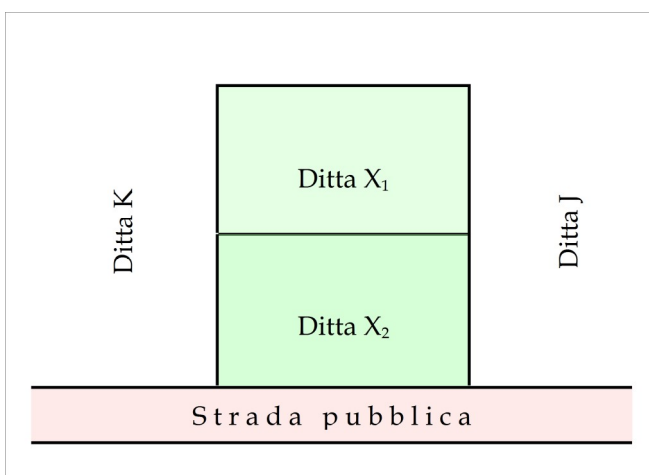 Ditta K
Ditta X₁
Ditta J
Ditta X₂
Strada pubblica